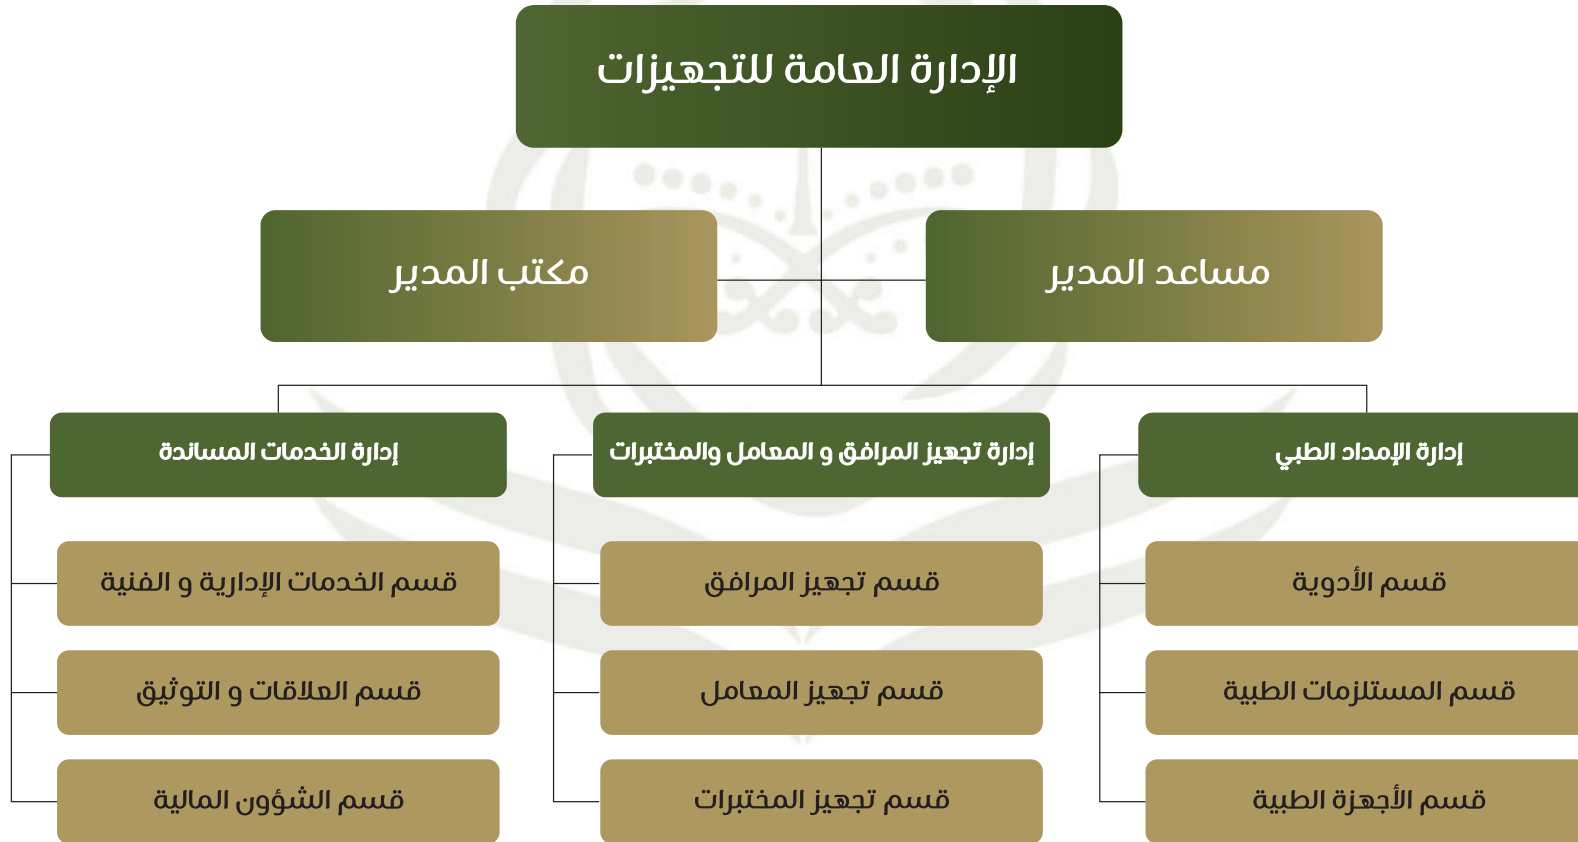 الإدارة العامة للتجهيزات
مساعد المدير
مكتب المدير
إدارة الإمداد الطبي
إدارة تجهيز المرافق و المعامل والمختبرات
إدارة الخدمات المساندة
قسم الأدوية
قسم تجهيز المرافق
قسم الخدمات الإدارية و الفنية
قسم المستلزمات الطبية
قسم تجهيز المعامل
قسم العلاقات و التوثيق
قسم الأجهزة الطبية
قسم تجهيز المختبرات
قسم الشؤون المالية